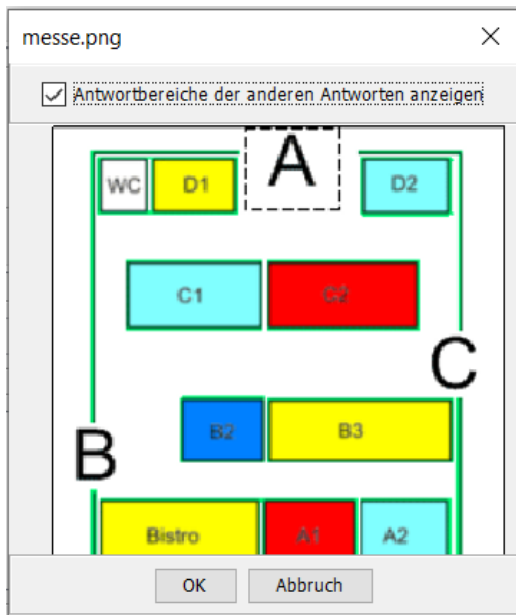 messe.png
Antwortbereiche der anderen Antworten anzeigen
A
WC D1 D2
C1 C2
C
B2 B3
B
Bistro A1 A2
OK Abbruch